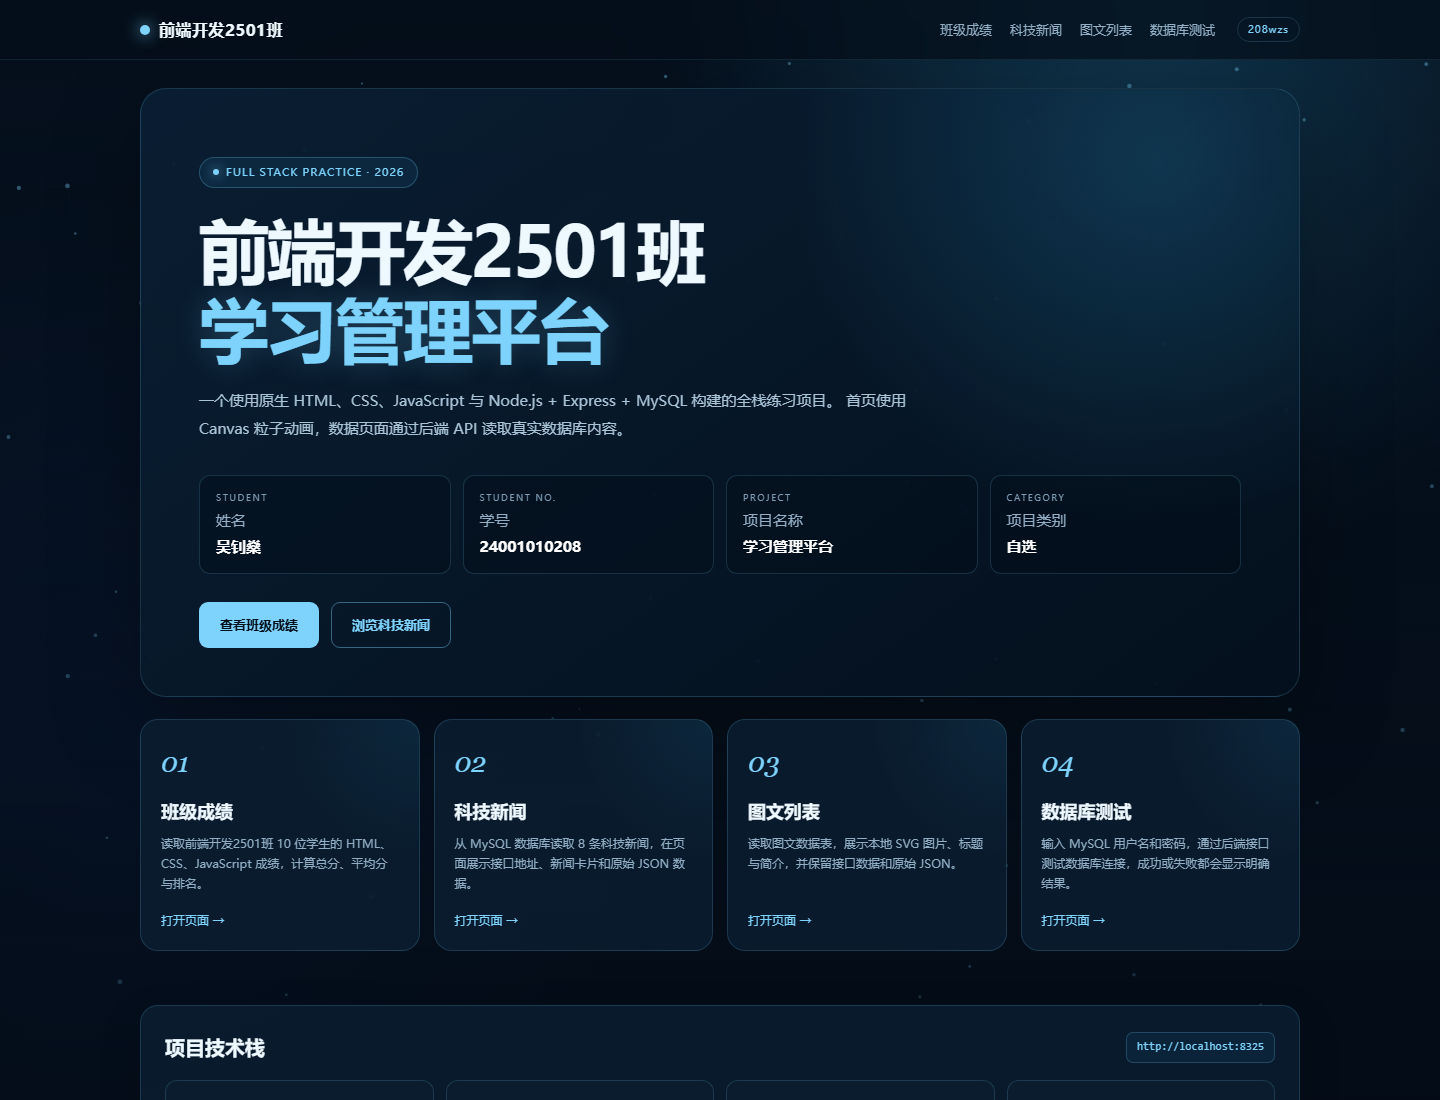 前端开发2501班
班级成绩 科技新闻 图文列表 数据库测试 208wzs
FULL STACK PRACTICE · 2026
前端开发2501班
学习管理平台
一个使用原生 HTML、CSS、JavaScript 与 Node.js + Express + MySQL 构建的全栈练习项目。 首页使用
Canvas 粒子动画，数据页面通过后端 API 读取真实数据库内容。
STUDENT
姓名
吴钊燊
STUDENT NO.
学号
24001010208
PROJECT
项目名称
学习管理平台
CATEGORY
项目类别
自选
查看班级成绩 浏览科技新闻
01
班级成绩
读取前端开发2501班 10 位学生的 HTML、
CSS、JavaScript 成绩，计算总分、平均分
与排名。
打开页面 →
02
科技新闻
从 MySQL 数据库读取 8 条科技新闻，在页
面展示接口地址、新闻卡片和原始 JSON 数
据。
打开页面 →
03
图文列表
读取图文数据表，展示本地 SVG 图片、标题
与简介，并保留接口数据和原始 JSON。
打开页面 →
04
数据库测试
输入 MySQL 用户名和密码，通过后端接口
测试数据库连接，成功或失败都会显示明确
结果。
打开页面 →
项目技术栈
http://localhost:8325